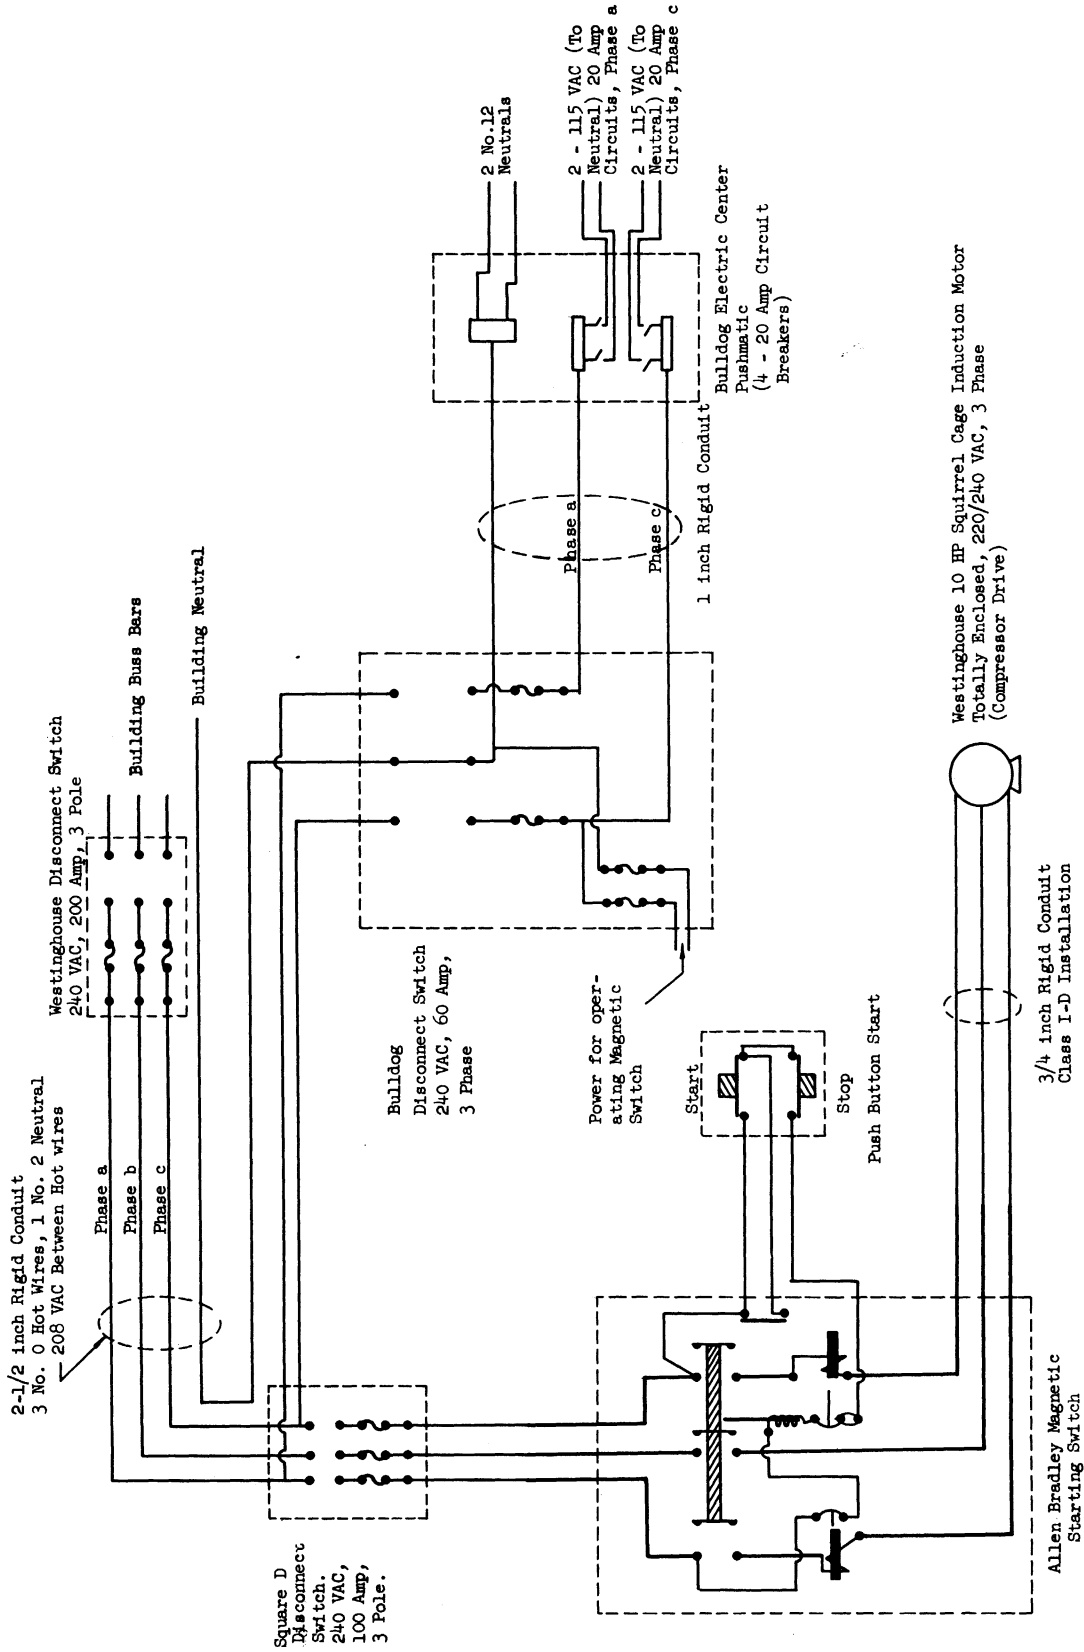 2-1/2 inch Rigid Conduit
3 No. 0 Hot Wires, 1 No. 2 Neutral
208 VAC Between Hot wires
Phase a
Phase b
Phase c
Westinghouse Disconnect Switch
240 VAC, 200 Amp, 3 Pole
Building Buss Bars
Building Neutral
Square D
Disconnect
Switch.
240 VAC,
100 Amp,
3 Pole.
Bulldog
Disconnect Switch
240 VAC, 60 Amp,
3 Phase
Phase a
Phase c
1 inch Rigid Conduit
2 No.12
Neutrals
2 - 115 VAC (To
Neutral) 20 Amp
Circuits, Phase a
2 - 115 VAC (To
Neutral) 20 Amp
Circuits, Phase c
Bulldog Electric Center
Pushmatic
(4 - 20 Amp Circuit
Breakers)
Power for oper-
ating Magnetic
Switch
Start
Stop
Push Button Start
Allen Bradley Magnetic
Starting Switch
3/4 inch Rigid Conduit
Class I-D Installation
Westinghouse 10 HP Squirrel Cage Induction Motor
Totally Enclosed, 220/240 VAC, 3 Phase
(Compressor Drive)